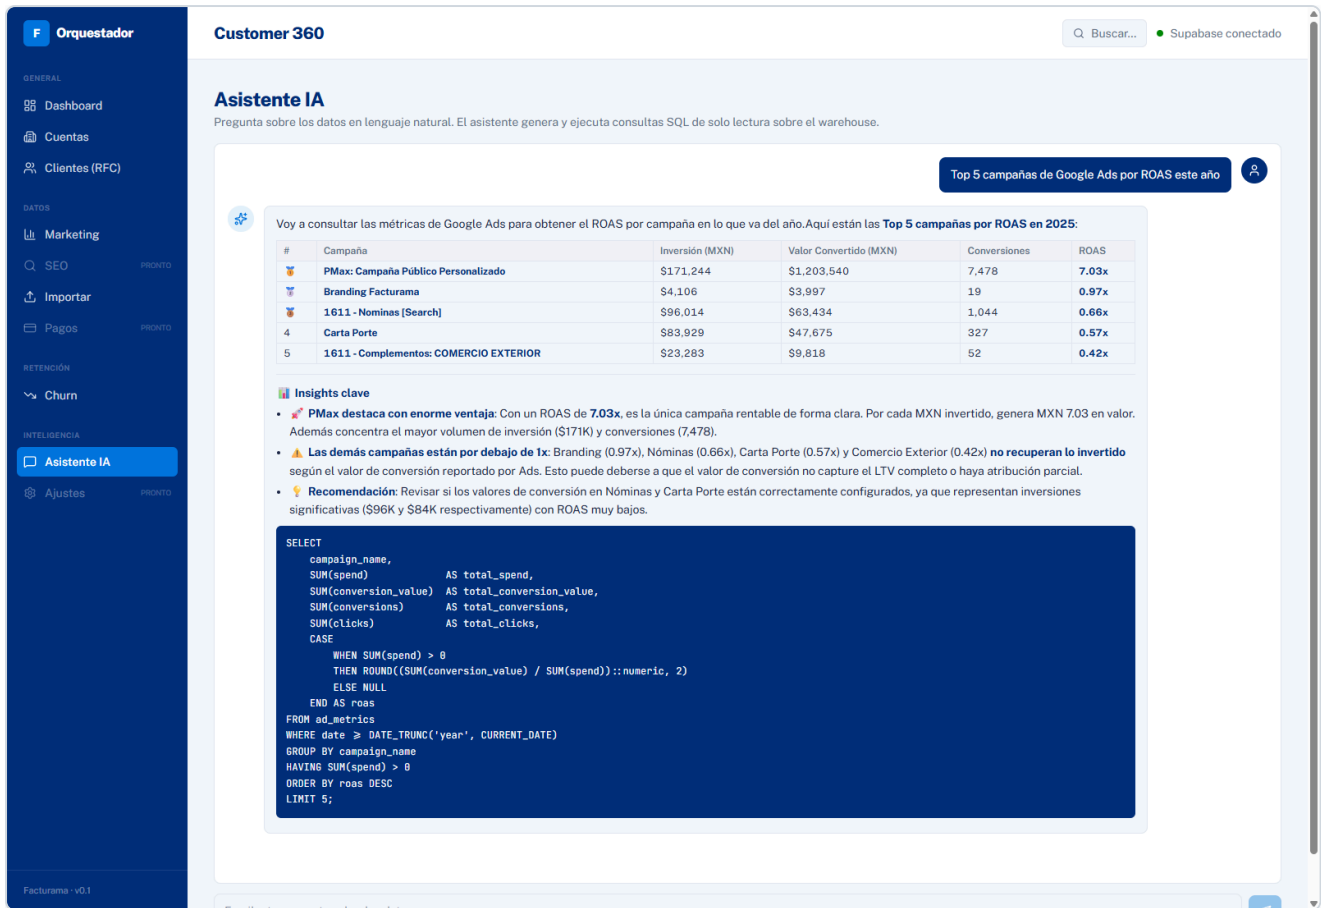 F Orquestador
Customer 360
Buscar...
Supabase conectado
GENERAL
Dashboard
Cuentas
Clientes (RFC)
DATOS
Marketing
SEO PRONTO
Importar
Pagos PRONTO
RETENCIÓN
Churn
INTELIGENCIA
Asistente IA
Ajustes PRONTO
Facturama · v0.1
Asistente IA
Pregunta sobre los datos en lenguaje natural. El asistente genera y ejecuta consultas SQL de solo lectura sobre el warehouse.
Top 5 campañas de Google Ads por ROAS este año
Voy a consultar las métricas de Google Ads para obtener el ROAS por campaña en lo que va del año.Aquí están las Top 5 campañas por ROAS en 2025:
# Campaña Inversión (MXN) Valor Convertido (MXN) Conversiones ROAS
🥇 PMax: Campaña Público Personalizado $171,244 $1,203,540 7,478 7.03x
🥈 Branding Facturama $4,106 $3,997 19 0.97x
🥉 1611 - Nominas [Search] $96,014 $63,434 1,044 0.66x
4 Carta Porte $83,929 $47,675 327 0.57x
5 1611 - Complementos: COMERCIO EXTERIOR $23,283 $9,818 52 0.42x
📊 Insights clave
• 🚀 PMax destaca con enorme ventaja: Con un ROAS de 7.03x, es la única campaña rentable de forma clara. Por cada MXN invertido, genera MXN 7.03 en valor.
Además concentra el mayor volumen de inversión ($171K) y conversiones (7,478).
• ⚠️ Las demás campañas están por debajo de 1x: Branding (0.97x), Nóminas (0.66x), Carta Porte (0.57x) y Comercio Exterior (0.42x) no recuperan lo invertido
según el valor de conversión reportado por Ads. Esto puede deberse a que el valor de conversión no capture el LTV completo o haya atribución parcial.
• 💡 Recomendación: Revisar si los valores de conversión en Nóminas y Carta Porte están correctamente configurados, ya que representan inversiones
significativas ($96K y $84K respectivamente) con ROAS muy bajos.
SELECT
    campaign_name,
    SUM(spend)             AS total_spend,
    SUM(conversion_value)  AS total_conversion_value,
    SUM(conversions)       AS total_conversions,
    SUM(clicks)            AS total_clicks,
    CASE
        WHEN SUM(spend) > 0
        THEN ROUND((SUM(conversion_value) / SUM(spend))::numeric, 2)
        ELSE NULL
    END AS roas
FROM ad_metrics
WHERE date >= DATE_TRUNC('year', CURRENT_DATE)
GROUP BY campaign_name
HAVING SUM(spend) > 0
ORDER BY roas DESC
LIMIT 5;